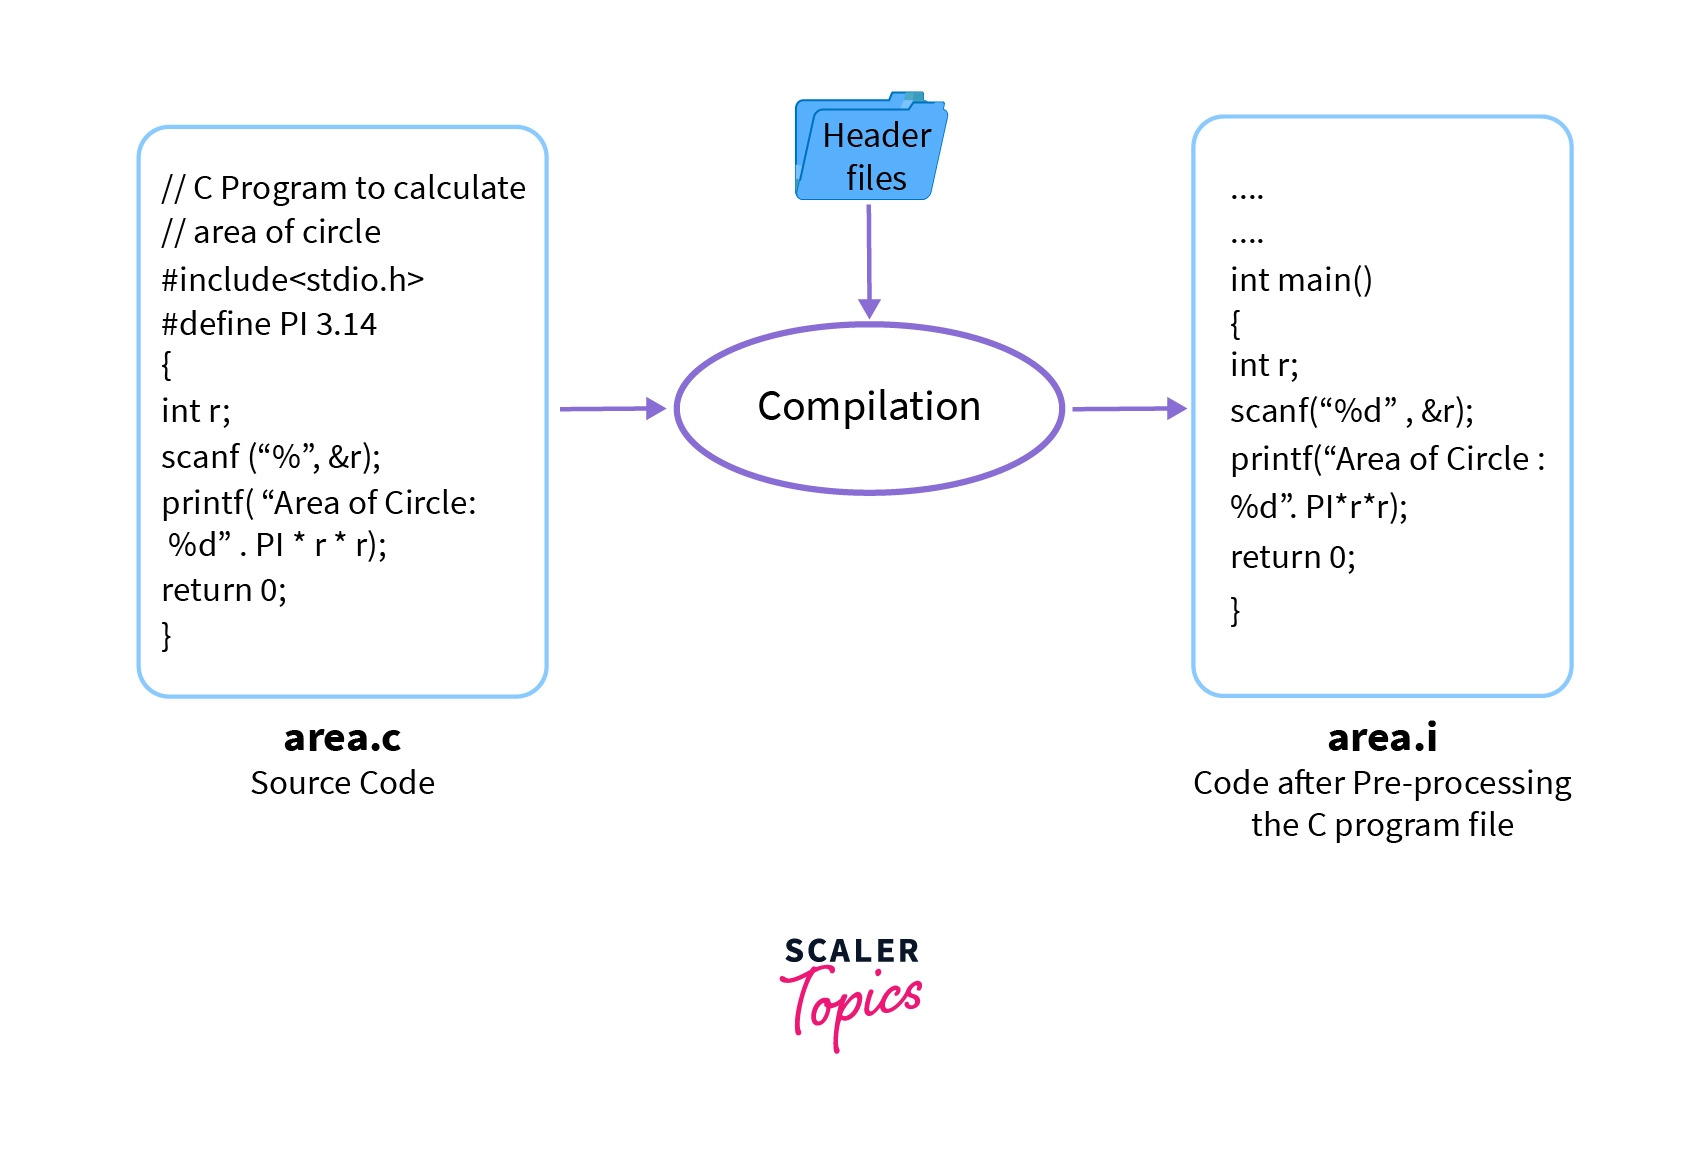 // C Program to calculate
// area of circle
#include<stdio.h>
#define PI 3.14
{
int r;
scanf (“%”, &r);
printf( “Area of Circle:
%d” . PI * r * r);
return 0;
}
area.c
Source Code
Header
files
Compilation
....
....
int main()
{
int r;
scanf(“%d” , &r);
printf(“Area of Circle :
%d”. PI*r*r);
return 0;
}
area.i
Code after Pre-processing
the C program file
SCALER
Topics